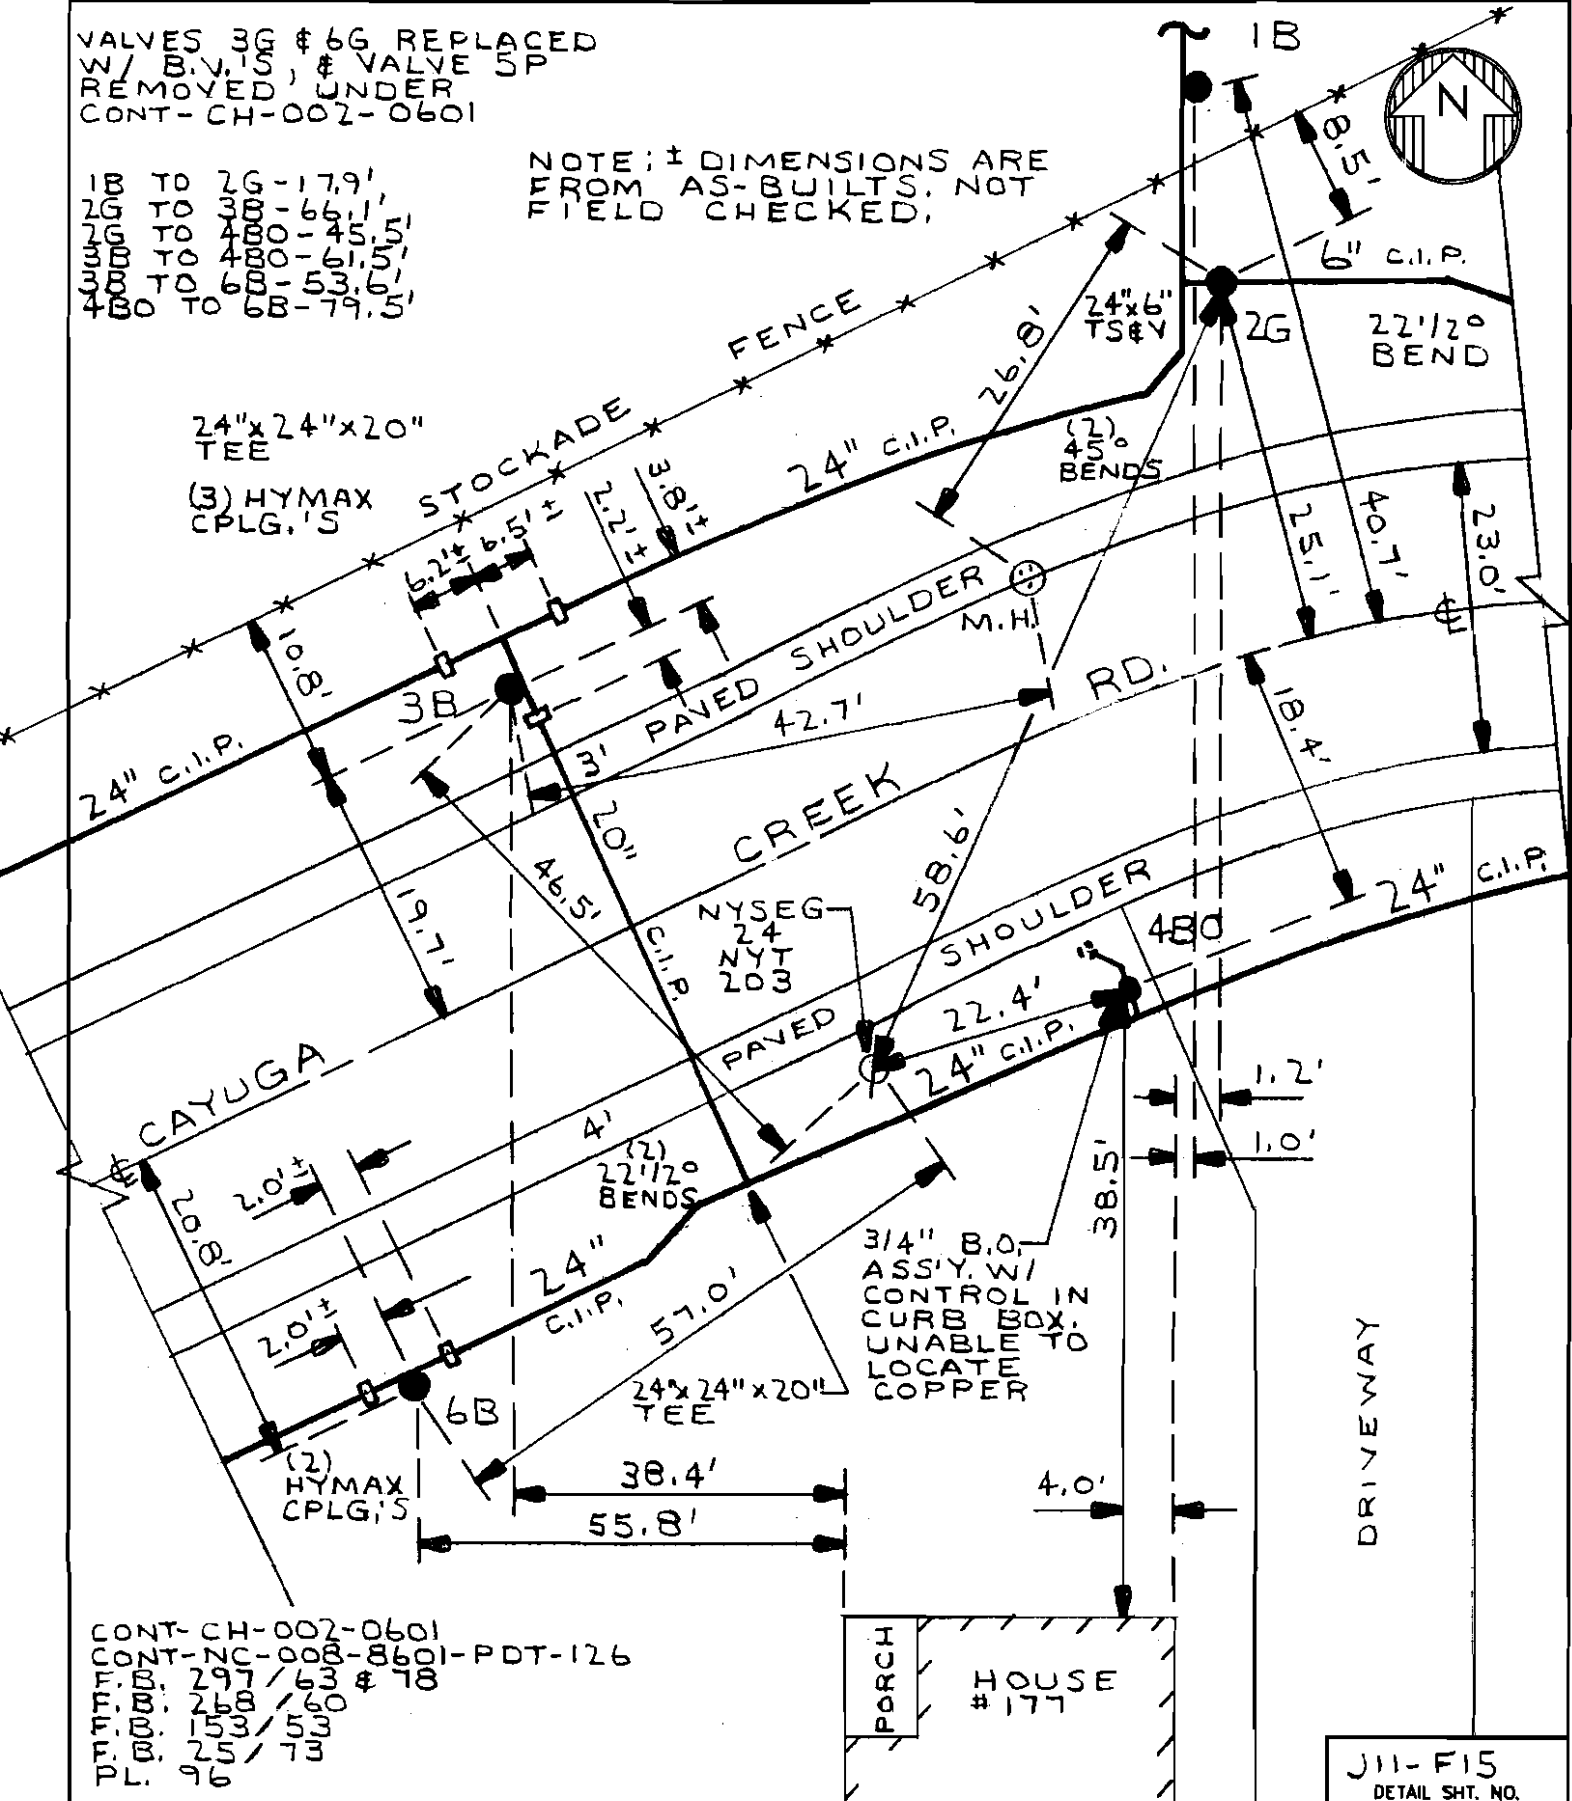 VALVES 3G & 6G REPLACED
W/ B.V.'S, & VALVE 5P
REMOVED, UNDER
CONT-CH-002-0601
1B
N
8.5'
NOTE: ± DIMENSIONS ARE
FROM AS-BUILTS. NOT
FIELD CHECKED.
1B TO 2G-17.9'
2G TO 3B-66.1'
2G TO 4BO-45.5'
3B TO 4BO-61.5'
3B TO 6B-53.6'
4BO TO 6B-79.5'
6" C.I.P.
24"x6"
TS&V
2G
22 1/2°
BEND
26.8'
STOCKADE FENCE
24"x24"x20"
TEE
(3) HYMAX
CPLG.'S
24" C.I.P.
(2)
45°
BENDS
6.2'±
6.5'±
2.2'±
3.8'±
25.1'
40.7'
23.0'
℄
10.8'
3B
M.H.
3' PAVED SHOULDER
42.7'
RD.
18.4'
24" C.I.P.
20"
C.I.P.
CREEK
46.5'
58.6'
19.7'
NYSEG
24
NYT
203
24" C.I.P.
4BO
22.4'
24" C.I.P.
4' PAVED SHOULDER
CAYUGA
℄
1.2'
1.0'
38.5'
2.0'±
20.8'
(2)
22 1/2°
BENDS
24"
C.I.P.
57.0'
2.0'±
3/4" B.O.
ASS'Y. W/
CONTROL IN
CURB BOX.
UNABLE TO
LOCATE
COPPER
24"x24"x20"
TEE
6B
(2)
HYMAX
CPLG.'S
38.4'
55.8'
4.0'
DRIVEWAY
CONT-CH-002-0601
CONT-NC-008-8601-PDT-126
F.B. 297/63 & 78
F.B. 268/60
F.B. 153/53
F.B. 25/73
PL. 96
PORCH
HOUSE
#177
J11-F15
DETAIL SHT. NO.